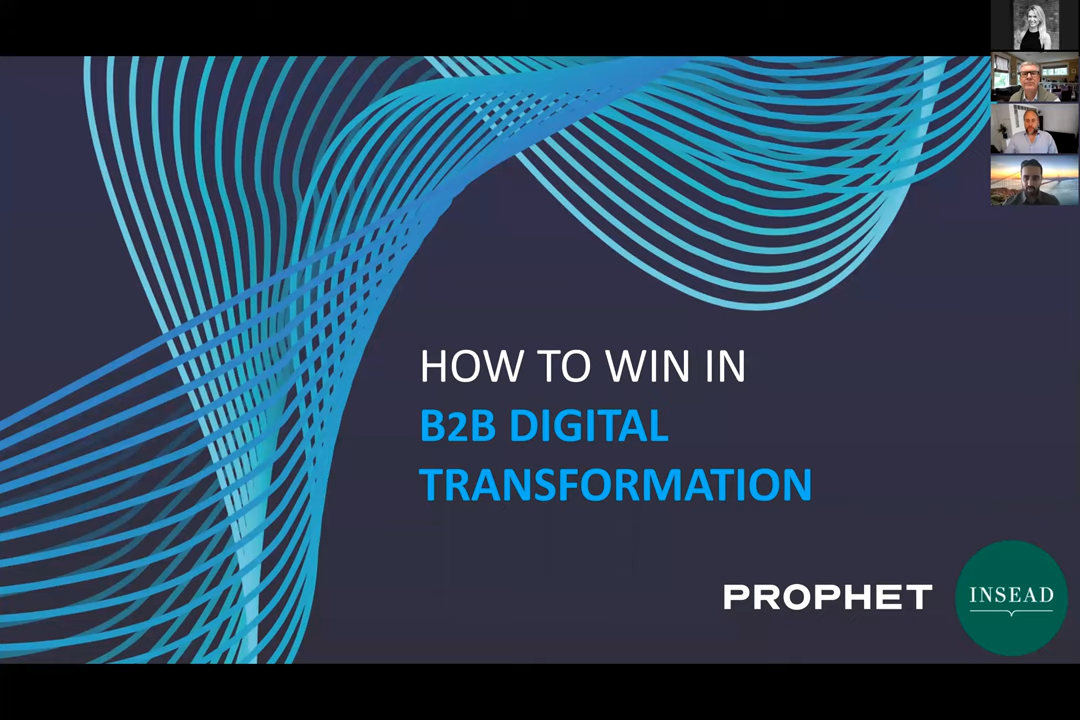 HOW TO WIN IN
B2B DIGITAL
TRANSFORMATION
PROPHET
INSEAD